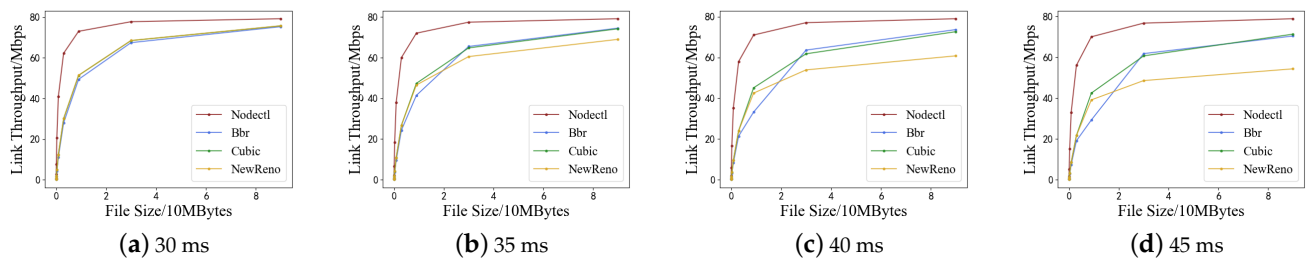 Link Throughput/Mbps
80
60
40
20
0
Nodectl
Bbr
Cubic
NewReno
0 2 4 6 8
File Size/10MBytes
(a) 30 ms
Link Throughput/Mbps
80
60
40
20
0
Nodectl
Bbr
Cubic
NewReno
0 2 4 6 8
File Size/10MBytes
(b) 35 ms
Link Throughput/Mbps
80
60
40
20
0
Nodectl
Bbr
Cubic
NewReno
0 2 4 6 8
File Size/10MBytes
(c) 40 ms
Link Throughput/Mbps
80
60
40
20
0
Nodectl
Bbr
Cubic
NewReno
0 2 4 6 8
File Size/10MBytes
(d) 45 ms